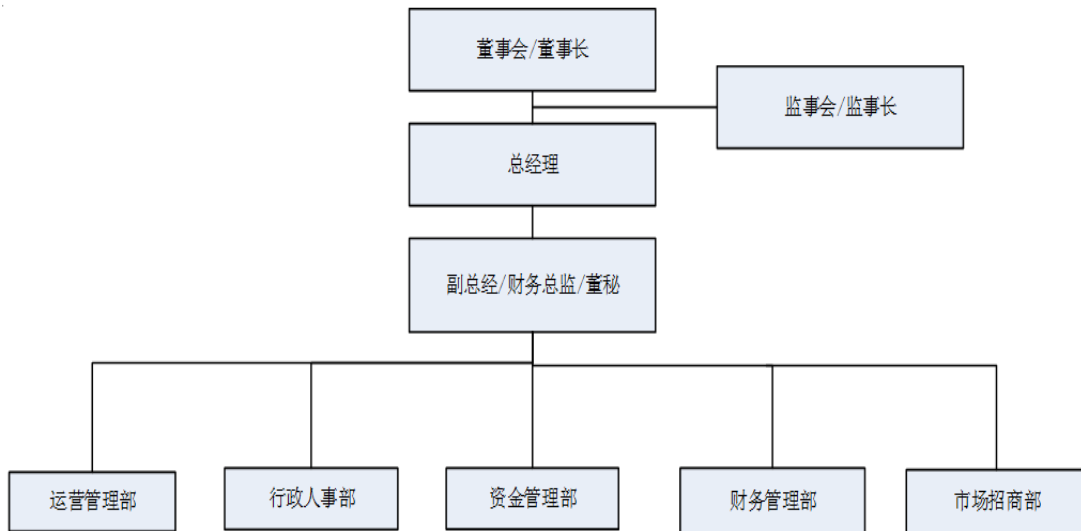 董事会/董事长
监事会/监事长
总经理
副总经/财务总监/董秘
运营管理部
行政人事部
资金管理部
财务管理部
市场招商部